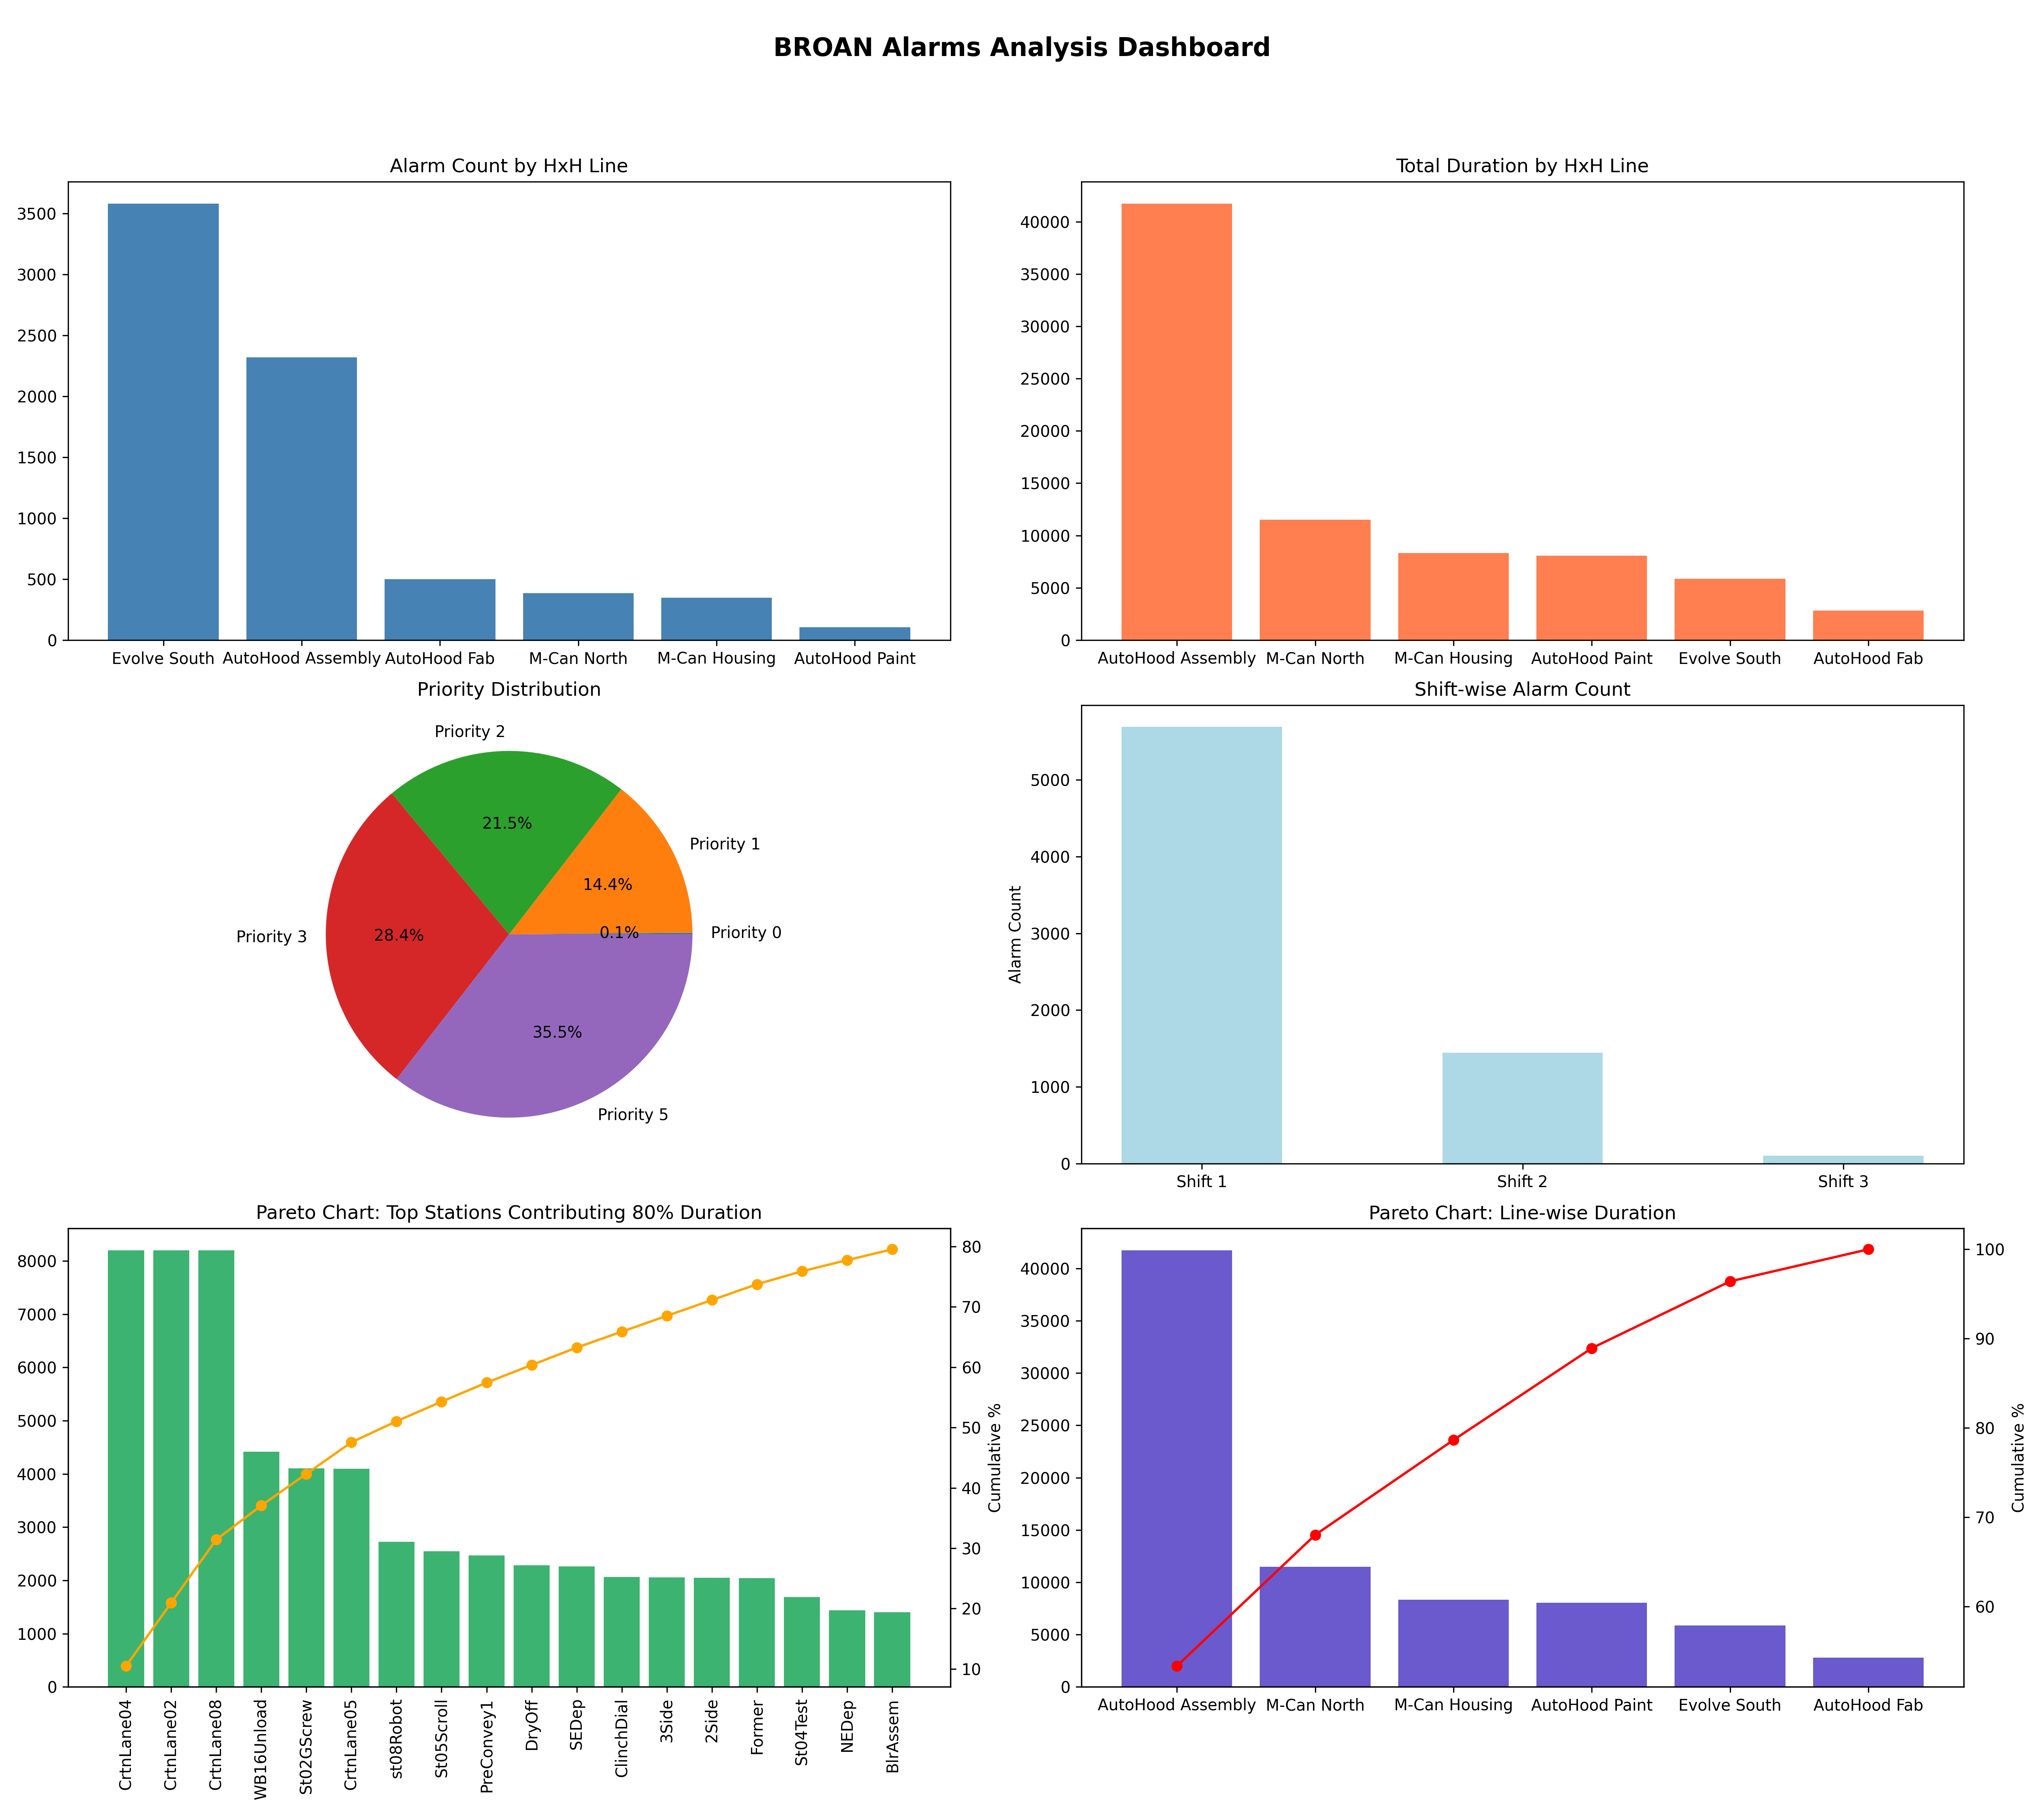 BROAN Alarms Analysis Dashboard
Alarm Count by HxH Line
3500
3000
2500
2000
1500
1000
500
0
Evolve South AutoHood Assembly AutoHood Fab M-Can North M-Can Housing AutoHood Paint
Total Duration by HxH Line
40000
35000
30000
25000
20000
15000
10000
5000
0
AutoHood Assembly M-Can North M-Can Housing AutoHood Paint Evolve South AutoHood Fab
Priority Distribution
Priority 2
21.5%
Priority 1
14.4%
0.1%
Priority 0
Priority 3
28.4%
35.5%
Priority 5
Shift-wise Alarm Count
Alarm Count
5000
4000
3000
2000
1000
0
Shift 1 Shift 2 Shift 3
Pareto Chart: Top Stations Contributing 80% Duration
8000
7000
6000
5000
4000
3000
2000
1000
0
80
70
60
50
40
30
20
10
Cumulative %
CrtnLane04
CrtnLane02
CrtnLane08
WB16Unload
St02GScrew
CrtnLane05
st08Robot
St05Scroll
PreConvey1
DryOff
SEDep
ClinchDial
3Side
2Side
Former
St04Test
NEDep
BlrAssem
Pareto Chart: Line-wise Duration
40000
35000
30000
25000
20000
15000
10000
5000
0
100
90
80
70
60
Cumulative %
AutoHood Assembly M-Can North M-Can Housing AutoHood Paint Evolve South AutoHood Fab